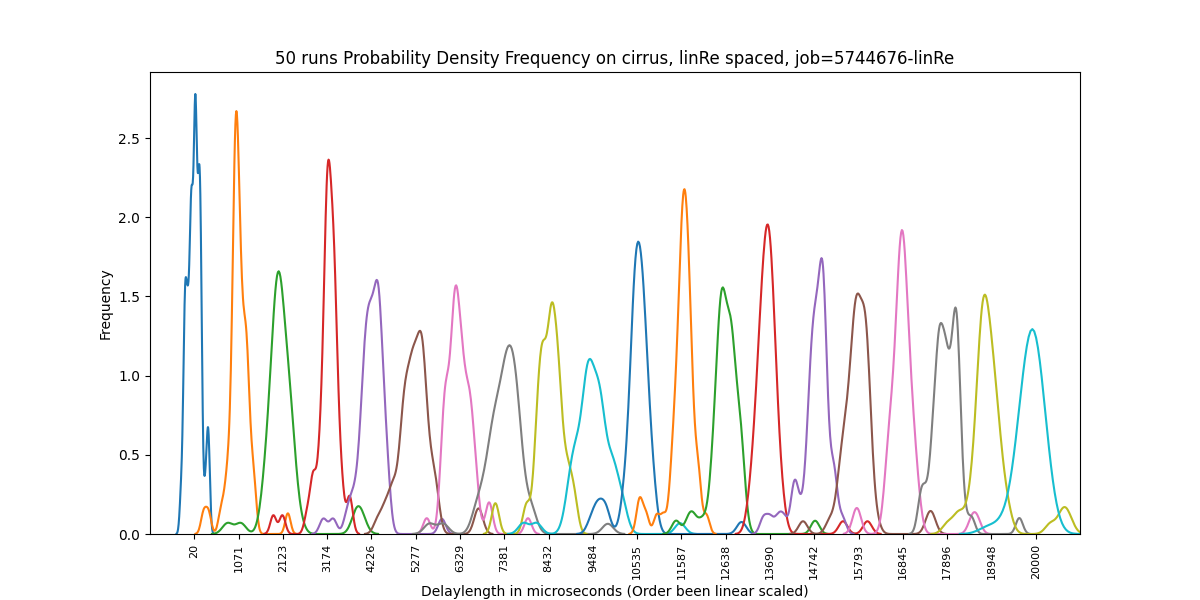 50 runs Probability Density Frequency on cirrus, linRe spaced, job=5744676-linRe
Frequency
2.5
2.0
1.5
1.0
0.5
0.0
20 1071 2123 3174 4226 5277 6329 7381 8432 9484 10535 11587 12638 13690 14742 15793 16845 17896 18948 20000
Delaylength in microseconds (Order been linear scaled)